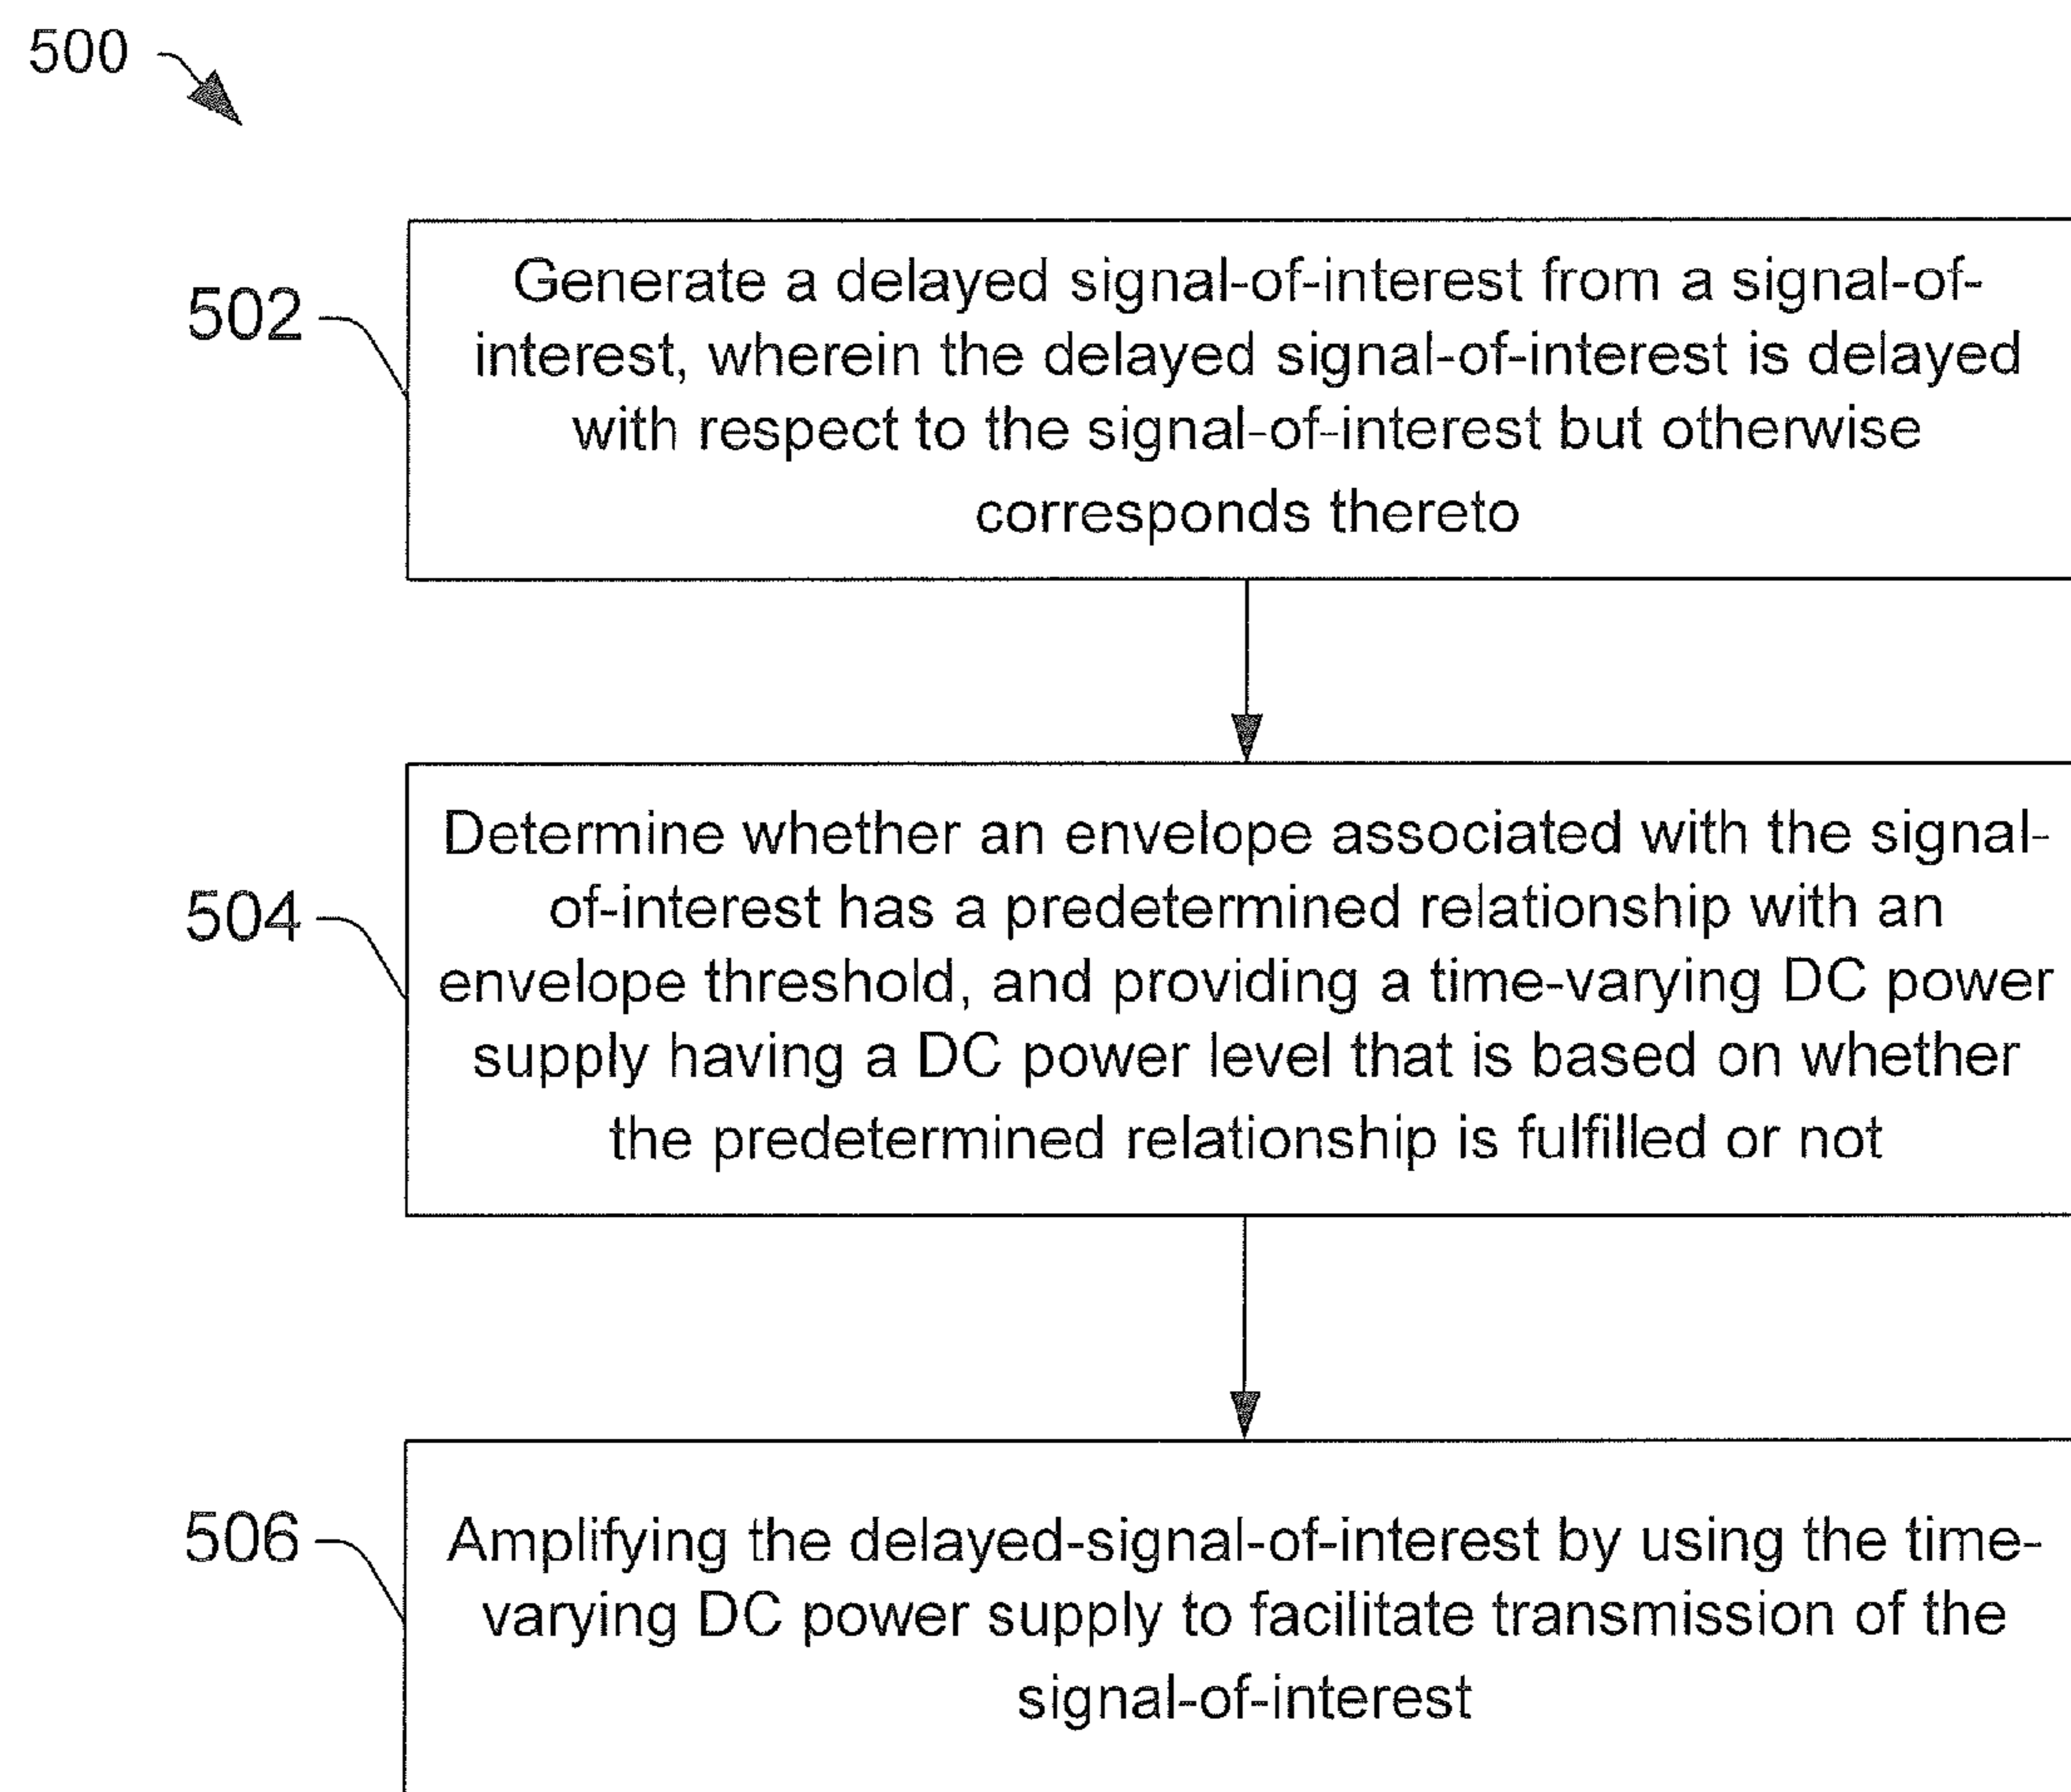 500
502
Generate a delayed signal-of-interest from a signal-of-
interest, wherein the delayed signal-of-interest is delayed
with respect to the signal-of-interest but otherwise
corresponds thereto
504
Determine whether an envelope associated with the signal-
of-interest has a predetermined relationship with an
envelope threshold, and providing a time-varying DC power
supply having a DC power level that is based on whether
the predetermined relationship is fulfilled or not
506
Amplifying the delayed-signal-of-interest by using the time-
varying DC power supply to facilitate transmission of the
signal-of-interest